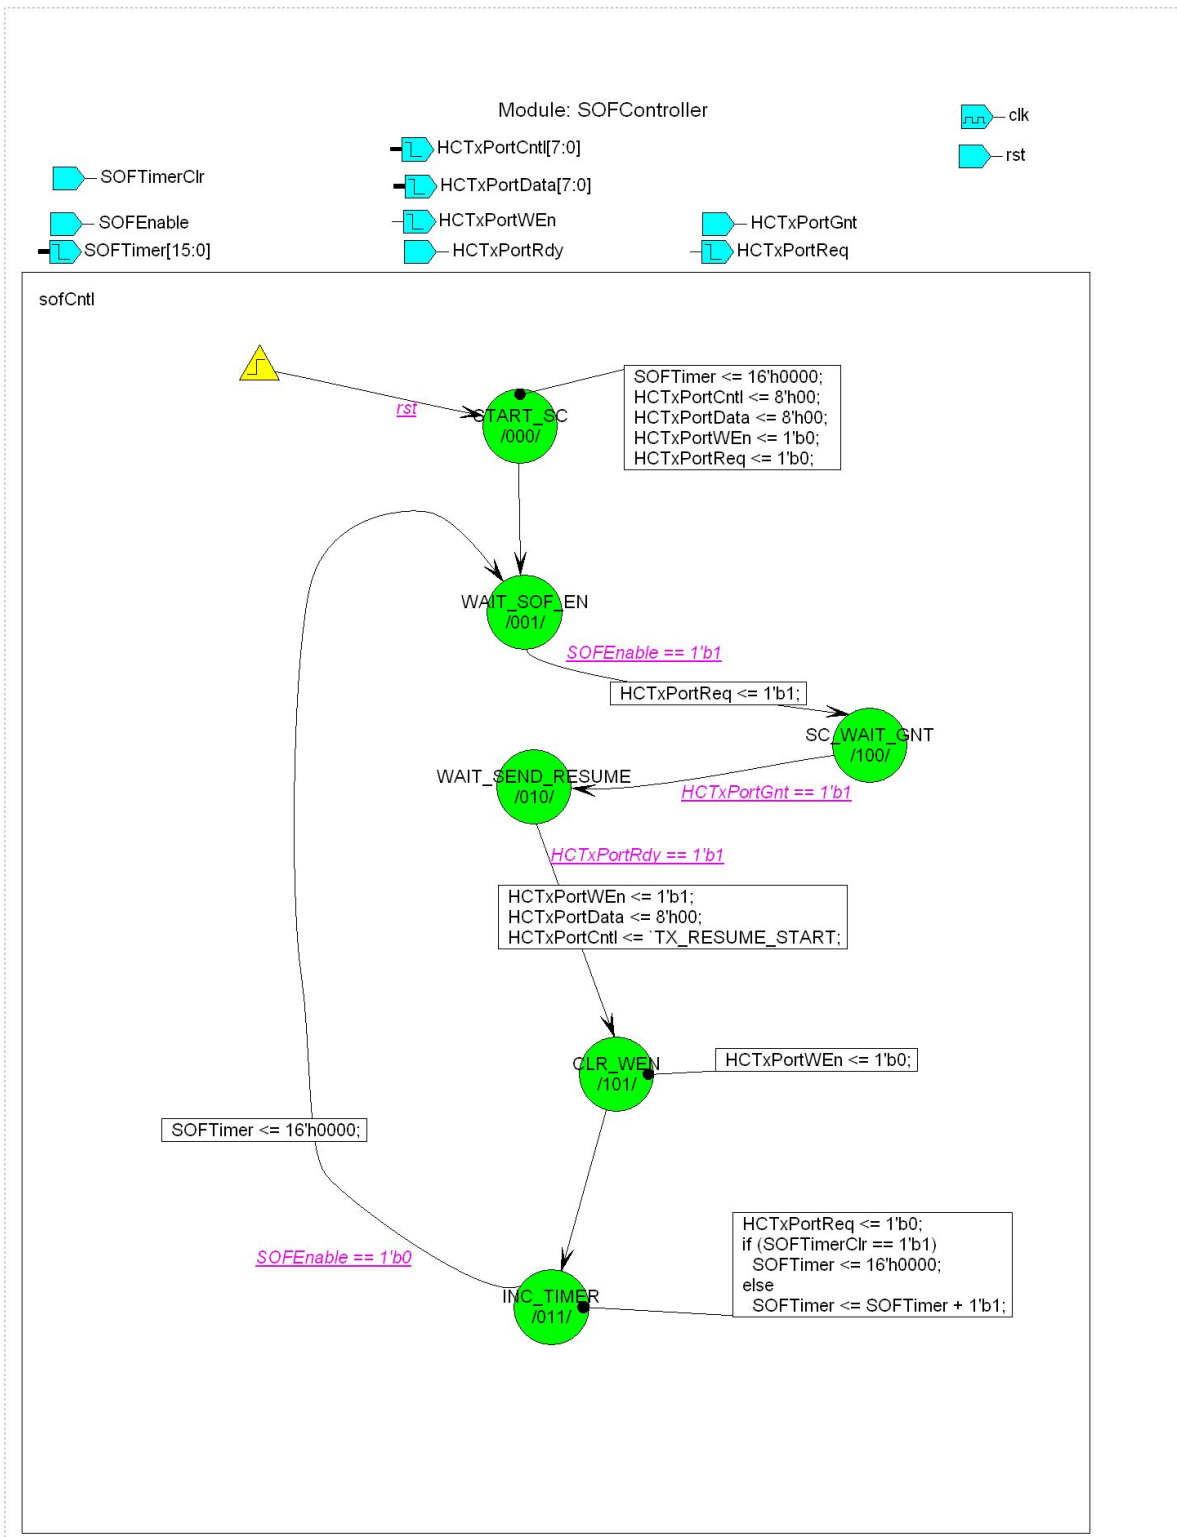 Module: SOFController
clk
HCTxPortCntl[7:0]
rst
SOFTimerClr
HCTxPortData[7:0]
SOFEnable
HCTxPortWEn
HCTxPortGnt
SOFTimer[15:0]
HCTxPortRdy
HCTxPortReq
sofCntl
rst
START_SC
/000/
SOFTimer <= 16'h0000;
HCTxPortCntl <= 8'h00;
HCTxPortData <= 8'h00;
HCTxPortWEn <= 1'b0;
HCTxPortReq <= 1'b0;
WAIT_SOF_EN
/001/
SOFEnable == 1'b1
HCTxPortReq <= 1'b1;
SC_WAIT_GNT
/100/
HCTxPortGnt == 1'b1
WAIT_SEND_RESUME
/010/
HCTxPortRdy == 1'b1
HCTxPortWEn <= 1'b1;
HCTxPortData <= 8'h00;
HCTxPortCntl <= `TX_RESUME_START;
CLR_WEN
/101/
HCTxPortWEn <= 1'b0;
SOFTimer <= 16'h0000;
SOFEnable == 1'b0
INC_TIMER
/011/
HCTxPortReq <= 1'b0;
if (SOFTimerClr == 1'b1)
SOFTimer <= 16'h0000;
else
SOFTimer <= SOFTimer + 1'b1;